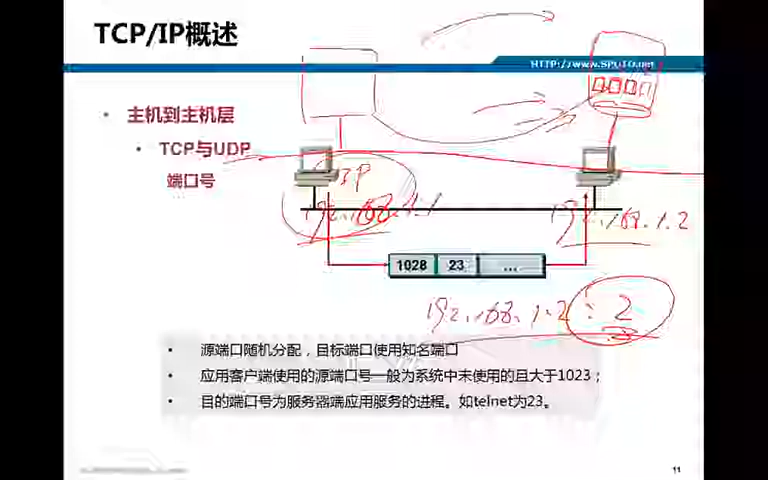 TCP/IP概述
HTTP://www.SPOTO.net
• 主机到主机层
• TCP与UDP
端口号
IP
192.168.1.1
192.168.1.2
1028 23 ...
192.168.1.2 : 2
• 源端口随机分配，目标端口使用知名端口
• 应用客户端使用的源端口号一般为系统中未使用的且大于1023；
• 目的端口号为服务器端应用服务的进程。如telnet为23。
11